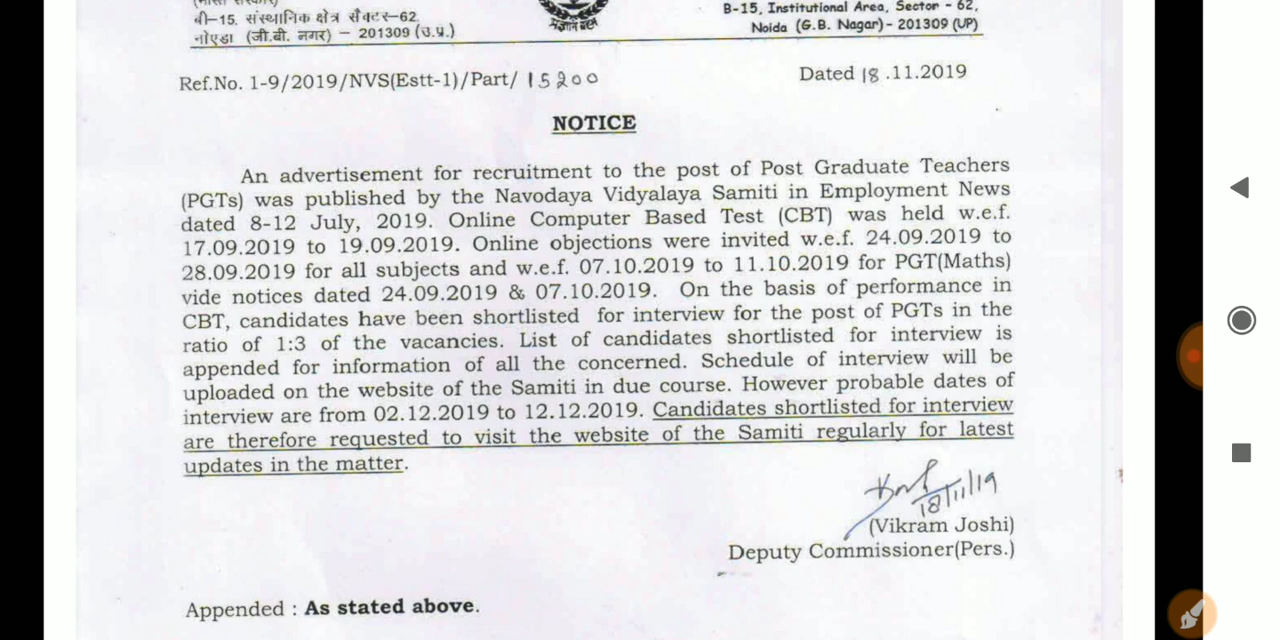 बी-15, संस्थानिक क्षेत्र सैक्टर-62,
नोएडा (जी.बी. नगर) - 201309 (उ.प्र.)
B-15, Institutional Area, Sector - 62,
Noida (G.B. Nagar)- 201309 (UP)
Ref.No. 1-9/2019/NVS(Estt-1)/Part/ 15200
Dated 18.11.2019
NOTICE
An advertisement for recruitment to the post of Post Graduate Teachers
(PGTs) was published by the Navodaya Vidyalaya Samiti in Employment News
dated 8-12 July, 2019. Online Computer Based Test (CBT) was held w.e.f.
17.09.2019 to 19.09.2019. Online objections were invited w.e.f. 24.09.2019 to
28.09.2019 for all subjects and w.e.f. 07.10.2019 to 11.10.2019 for PGT(Maths)
vide notices dated 24.09.2019 & 07.10.2019. On the basis of performance in
CBT, candidates have been shortlisted for interview for the post of PGTs in the
ratio of 1:3 of the vacancies. List of candidates shortlisted for interview is
appended for information of all the concerned. Schedule of interview will be
uploaded on the website of the Samiti in due course. However probable dates of
interview are from 02.12.2019 to 12.12.2019. Candidates shortlisted for interview
are therefore requested to visit the website of the Samiti regularly for latest
updates in the matter.
18/11/19
(Vikram Joshi)
Deputy Commissioner(Pers.)
Appended : As stated above.